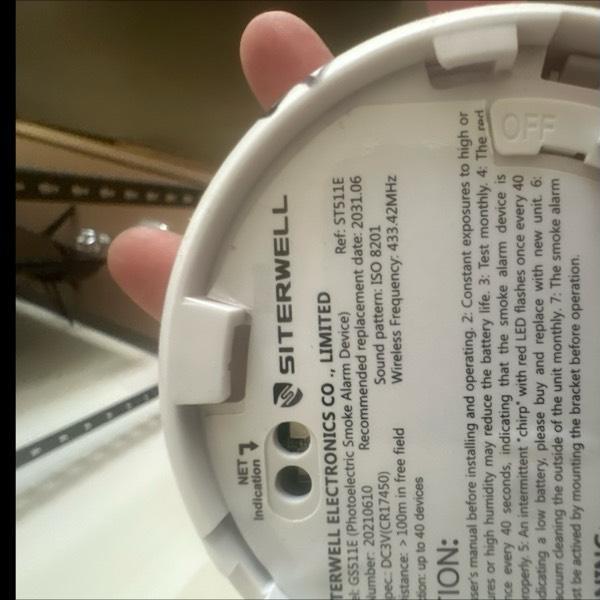 OFF
SITERWELL
NET
Indication
TERWELL ELECTRONICS CO ., LIMITED
Ref: ST511E
el: GS511E (Photoelectric Smoke Alarm Device)
Number: 20210610
Recommended replacement date: 2031.06
pec.: DC3V(CR17450)
Sound pattern: ISO 8201
istance: >100m in free field
Wireless Frequency: 433.42MHz
tion: up to 40 devices
TION:
ser's manual before installing and operating. 2: Constant exposures to high or
ures or high humidity may reduce the battery life. 3: Test monthly. 4: The red
nce every 40 seconds, indicating that the smoke alarm device is
roperly. 5: An intermittent "chirp" with red LED flashes once every 40
dicating a low battery, please buy and replace with new unit. 6:
acuum cleaning the outside of the unit monthly. 7: The smoke alarm
st be actived by mounting the bracket before operation.